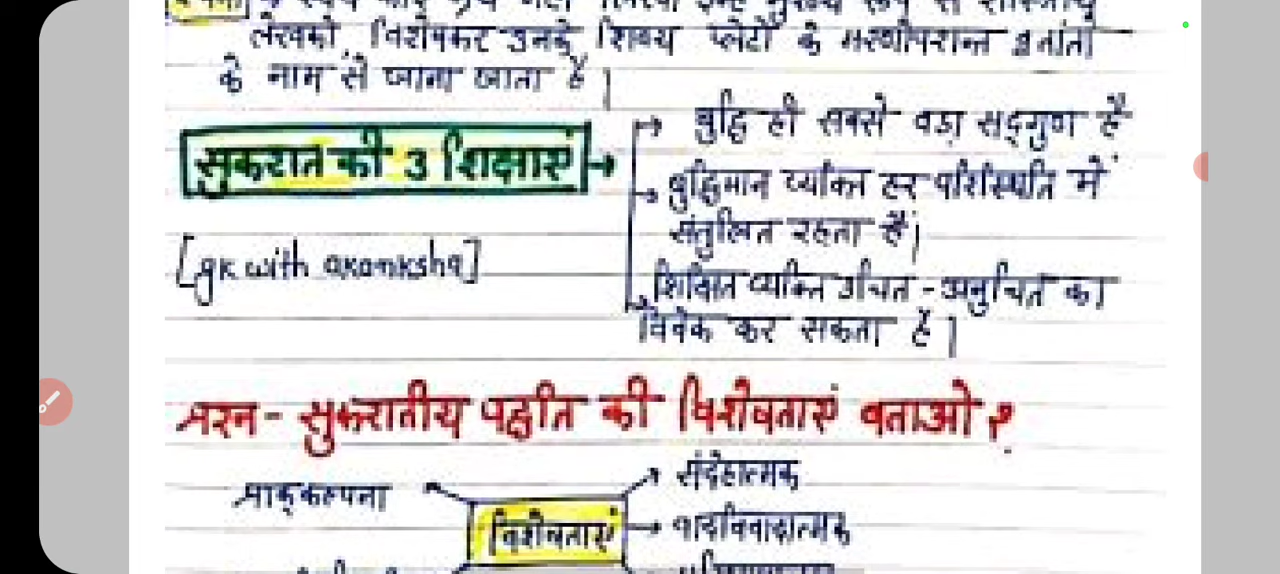 लेखको, विशेषकर उनके शिष्य प्लेटो के मरणोपरान्त वृतांतो
के नाम से जाना जाता है |
सुकरात की 3 शिक्षाएं → बुद्धि ही सबसे बड़ा सद्‌गुण है
बुद्धिमान व्यक्ति हर परिस्थिति में
संतुलित रहता है|
[gk with akanksha]
शिक्षित व्यक्ति उचित - अनुचित का
विवेक कर सकता है |
प्रश्न - सुकरातीय पद्धति की विशेषताएं बताओ ?
संदेहात्मक
प्राक्कल्पना
विशेषताएं → वादविवादात्मक